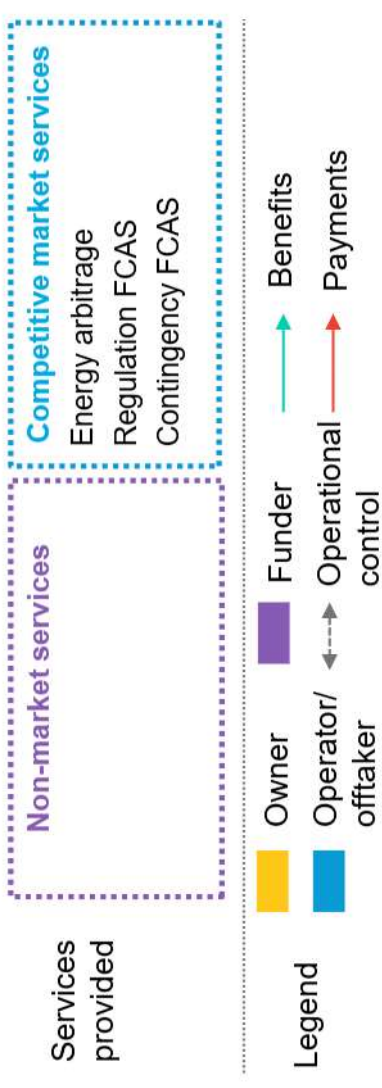 Services
provided
Non-market services
Competitive market services
Energy arbitrage
Regulation FCAS
Contingency FCAS
Legend
Owner
Funder
Benefits
Operator/
offtaker
Operational
control
Payments